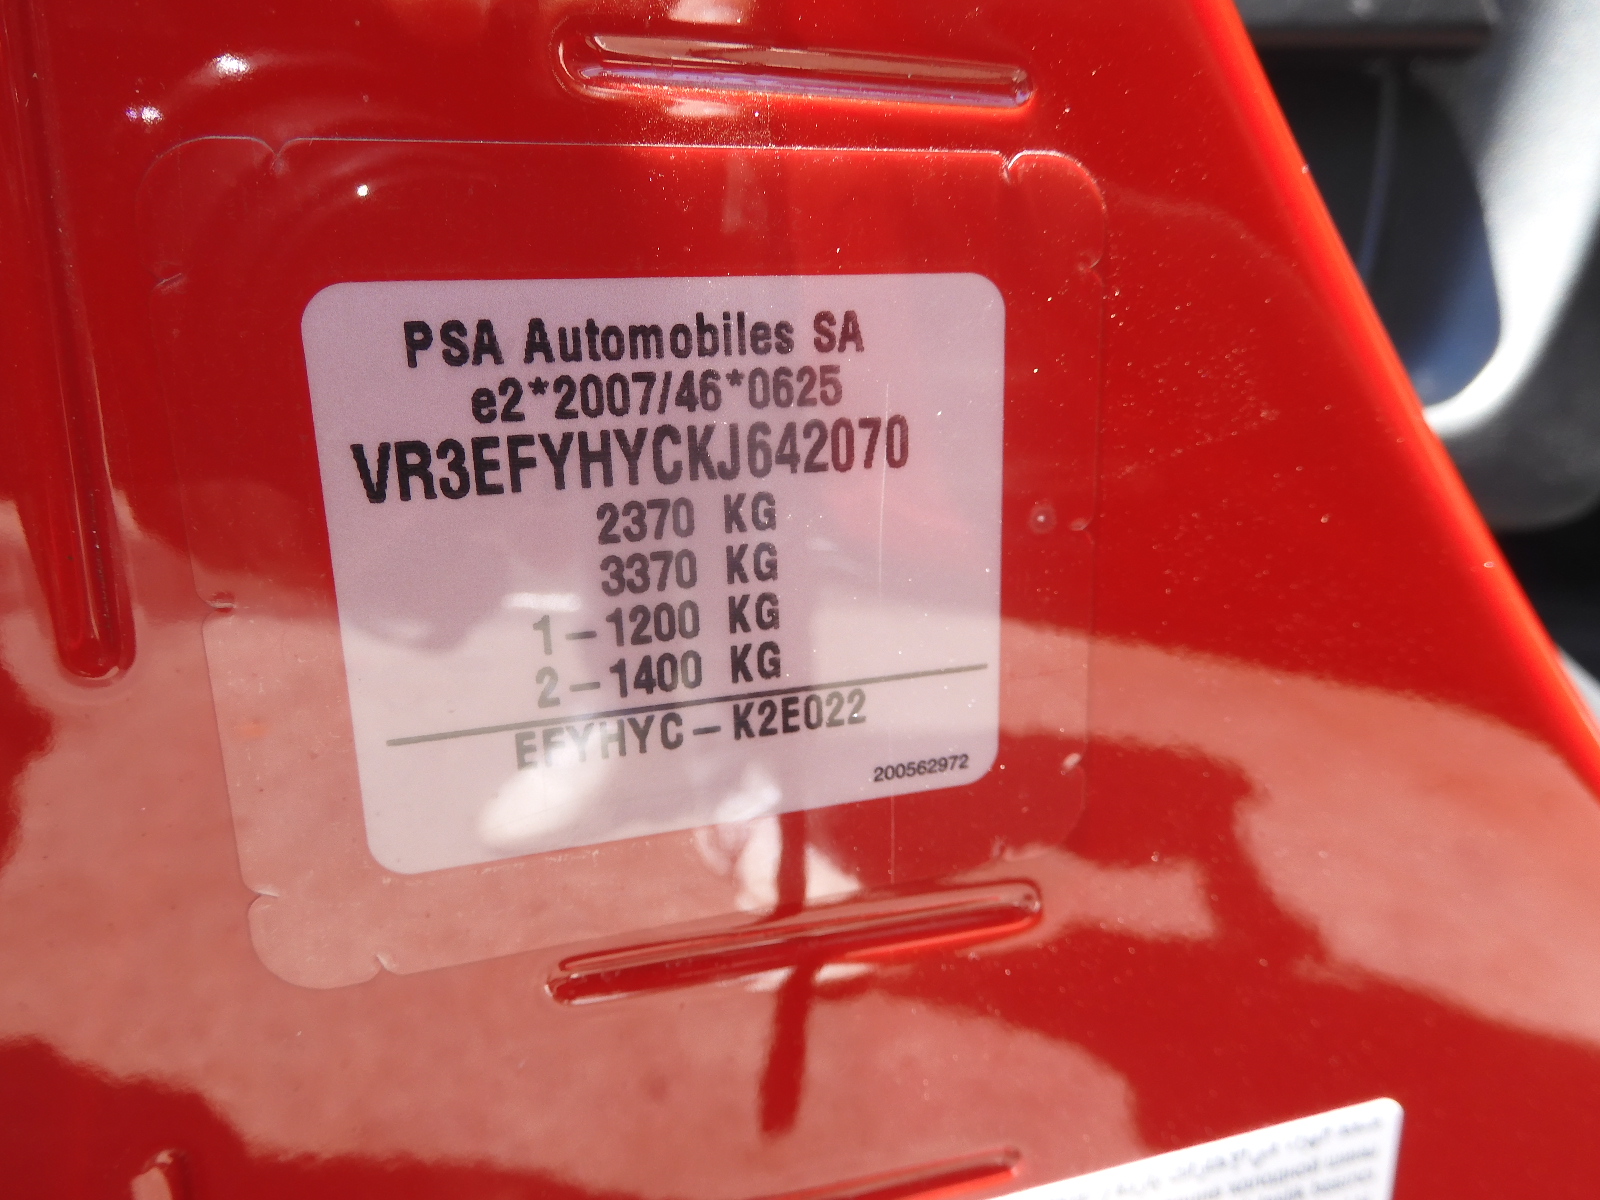 PSA Automobiles SA
e2*2007/46*0625
VR3EFYHYCKJ642070
2370 KG
3370 KG
1-1200 KG
2-1400 KG
EFYHYC-K2E022
200562972